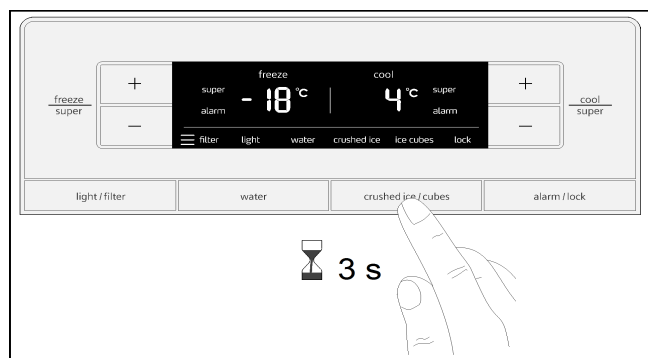 freeze cool
super - 18 °C 4 °C super
alarm alarm
+ +
freeze cool
super super
− −
filter light water crushed ice ice cubes lock
light / filter water crushed ice / cubes alarm / lock
3 s